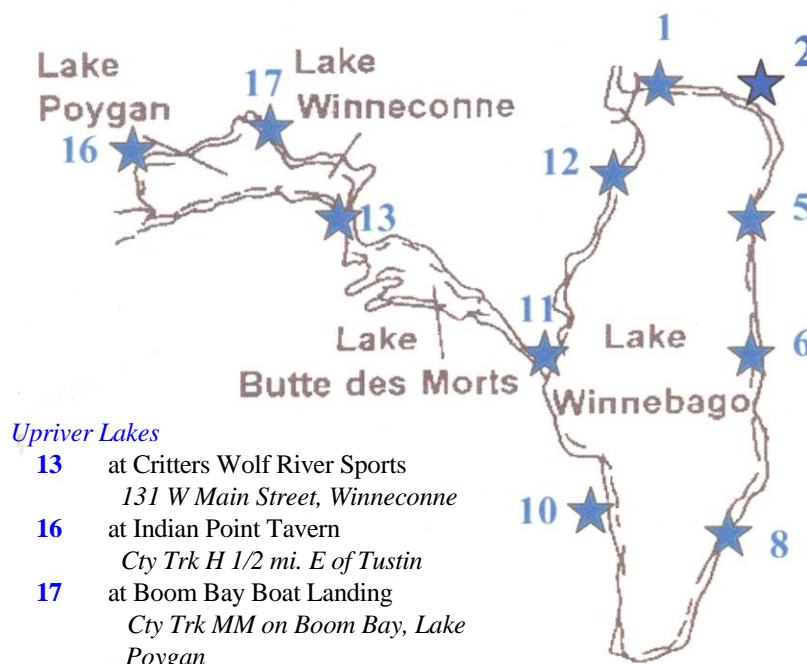 1
2
Lake
Poygan
17
Lake
Winneconne
16
12
13
5
11
Lake
Butte des Morts
Lake
Winnebago
6
10
8
Upriver Lakes
13 at Critters Wolf River Sports
131 W Main Street, Winneconne
16 at Indian Point Tavern
Cty Trk H 1/2 mi. E of Tustin
17 at Boom Bay Boat Landing
Cty Trk MM on Boom Bay, Lake
Poygan